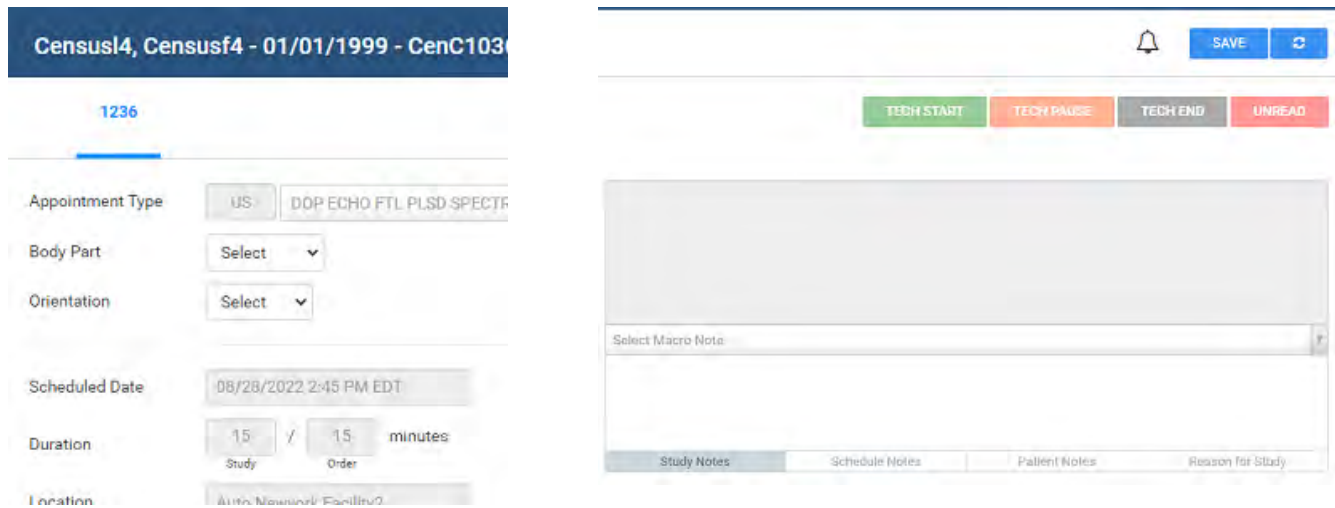 Censusl4, Censusf4 - 01/01/1999 - CenC103
1236
Appointment Type US DOP ECHO FTL PLSD SPECTR
Body Part Select
Orientation Select
Scheduled Date 08/28/2022 2:45 PM EDT
Duration 15 / 15 minutes
Study Order
Location Auto Newwork Facility2
SAVE
TECH START TECH PAUSE TECH END UNREAD
Select Macro Note
Study Notes Schedule Notes Patient Notes Reason for Study